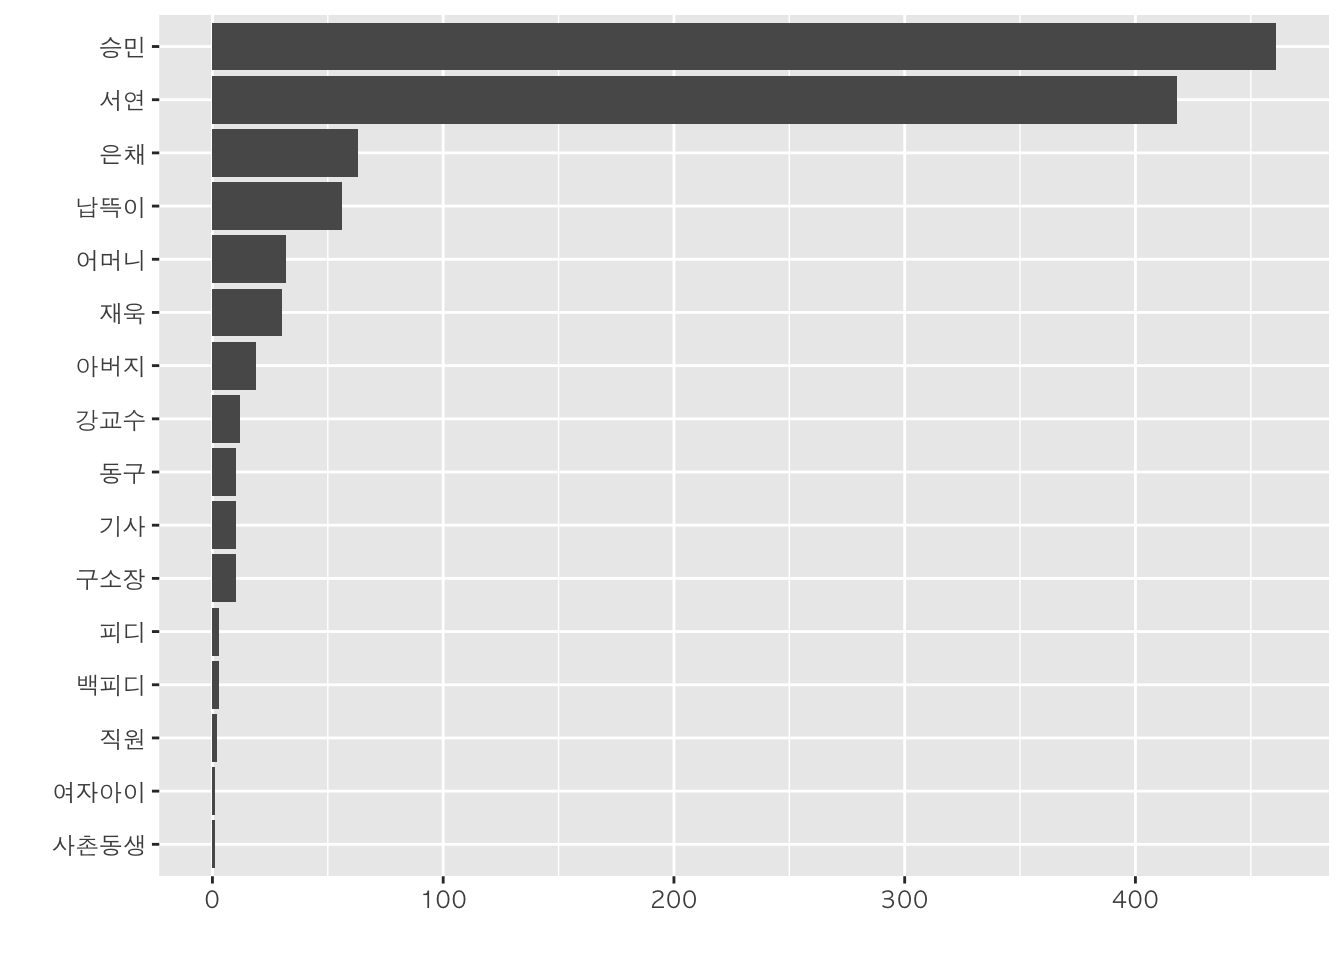 승민
서연
은채
납뜩이
어머니
재욱
아버지
강교수
동구
기사
구소장
피디
백피디
직원
여자아이
사촌동생
0 100 200 300 400